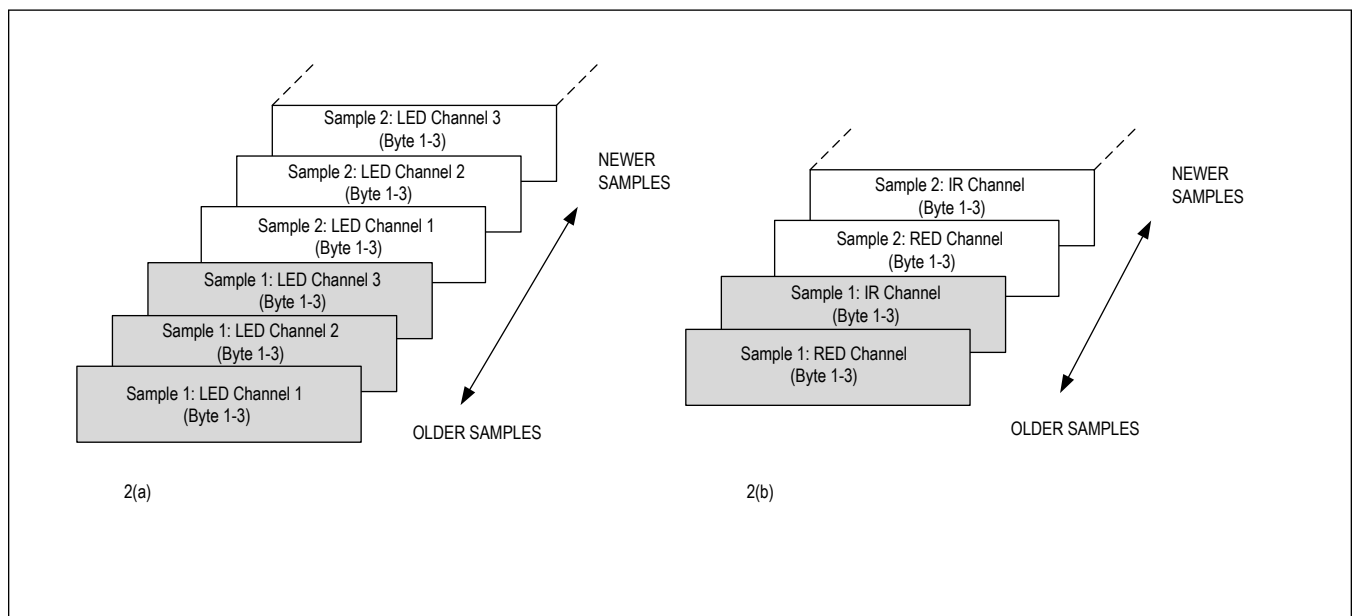 Sample 2: LED Channel 3
(Byte 1-3)
Sample 2: LED Channel 2
(Byte 1-3)
Sample 2: LED Channel 1
(Byte 1-3)
Sample 1: LED Channel 3
(Byte 1-3)
Sample 1: LED Channel 2
(Byte 1-3)
Sample 1: LED Channel 1
(Byte 1-3)
NEWER
SAMPLES
OLDER SAMPLES
2(a)
Sample 2: IR Channel
(Byte 1-3)
Sample 2: RED Channel
(Byte 1-3)
Sample 1: IR Channel
(Byte 1-3)
Sample 1: RED Channel
(Byte 1-3)
NEWER
SAMPLES
OLDER SAMPLES
2(b)